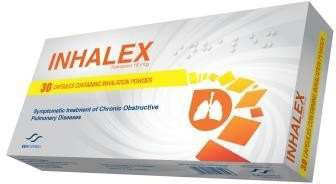 INHALEX
30 CAPSULES CONTAINING INHALATION POWDER
Symptomatic treatment of Chronic Obstructive
Pulmonary Diseases
INHALEX